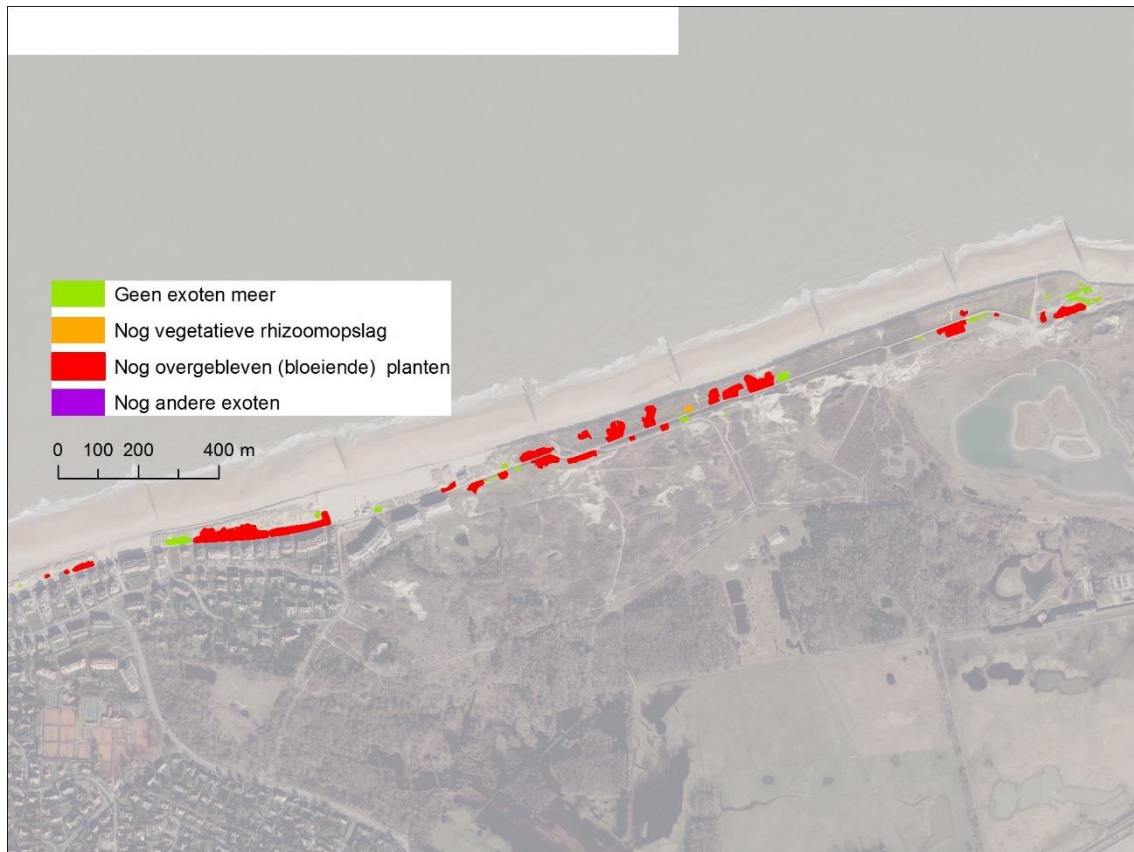 Geen exoten meer
Nog vegetatieve rhizoomopslag
Nog overgebleven (bloeiende) planten
Nog andere exoten
0 100 200 400 m